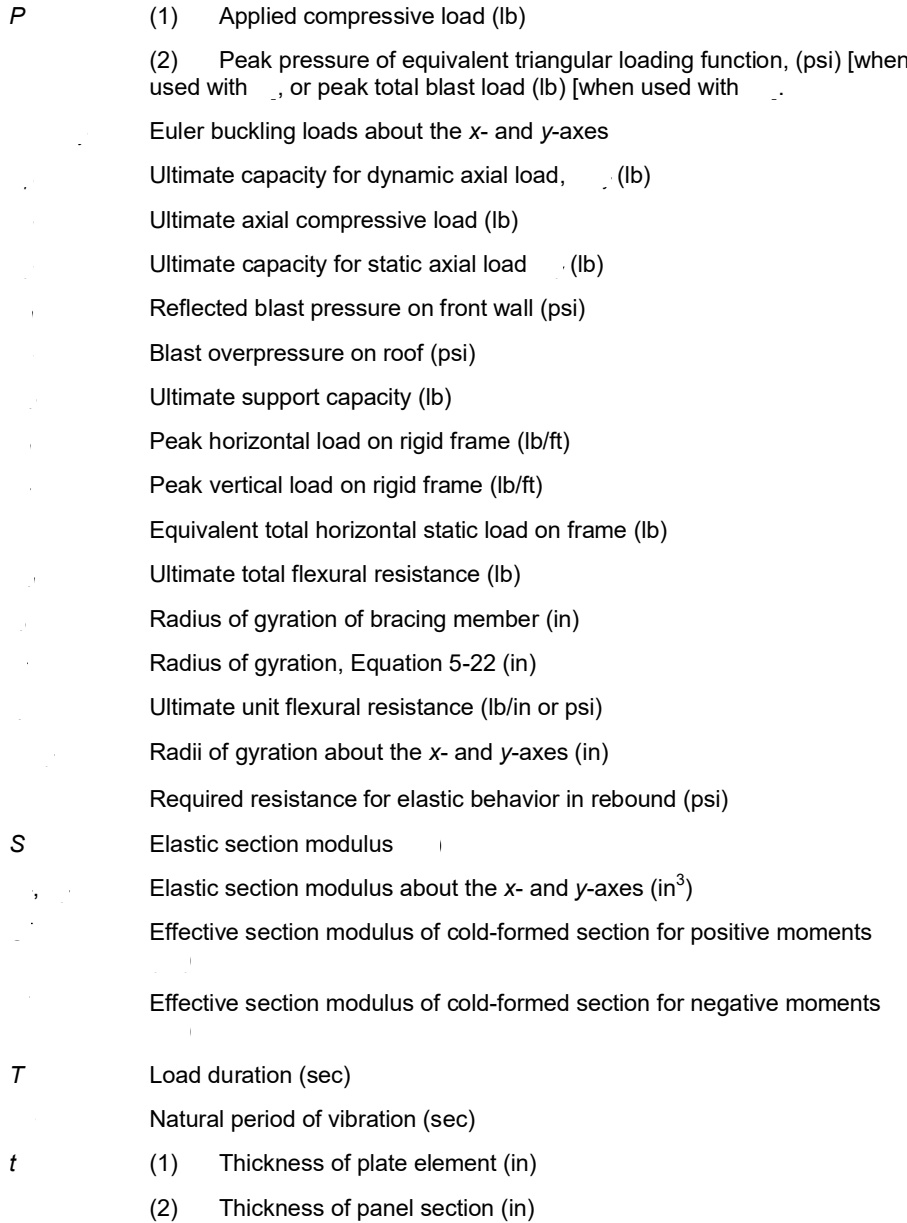 P (1) Applied compressive load (lb)
(2) Peak pressure of equivalent triangular loading function, (psi) [when
used with , or peak total blast load (lb) [when used with .
Euler buckling loads about the x- and y-axes
Ultimate capacity for dynamic axial load, (lb)
Ultimate axial compressive load (lb)
Ultimate capacity for static axial load (lb)
Reflected blast pressure on front wall (psi)
Blast overpressure on roof (psi)
Ultimate support capacity (lb)
Peak horizontal load on rigid frame (lb/ft)
Peak vertical load on rigid frame (lb/ft)
Equivalent total horizontal static load on frame (lb)
Ultimate total flexural resistance (lb)
Radius of gyration of bracing member (in)
Radius of gyration, Equation 5-22 (in)
Ultimate unit flexural resistance (lb/in or psi)
Radii of gyration about the x- and y-axes (in)
Required resistance for elastic behavior in rebound (psi)
S Elastic section modulus )
, Elastic section modulus about the x- and y-axes (in³)
Effective section modulus of cold-formed section for positive moments
Effective section modulus of cold-formed section for negative moments
T Load duration (sec)
Natural period of vibration (sec)
t (1) Thickness of plate element (in)
(2) Thickness of panel section (in)